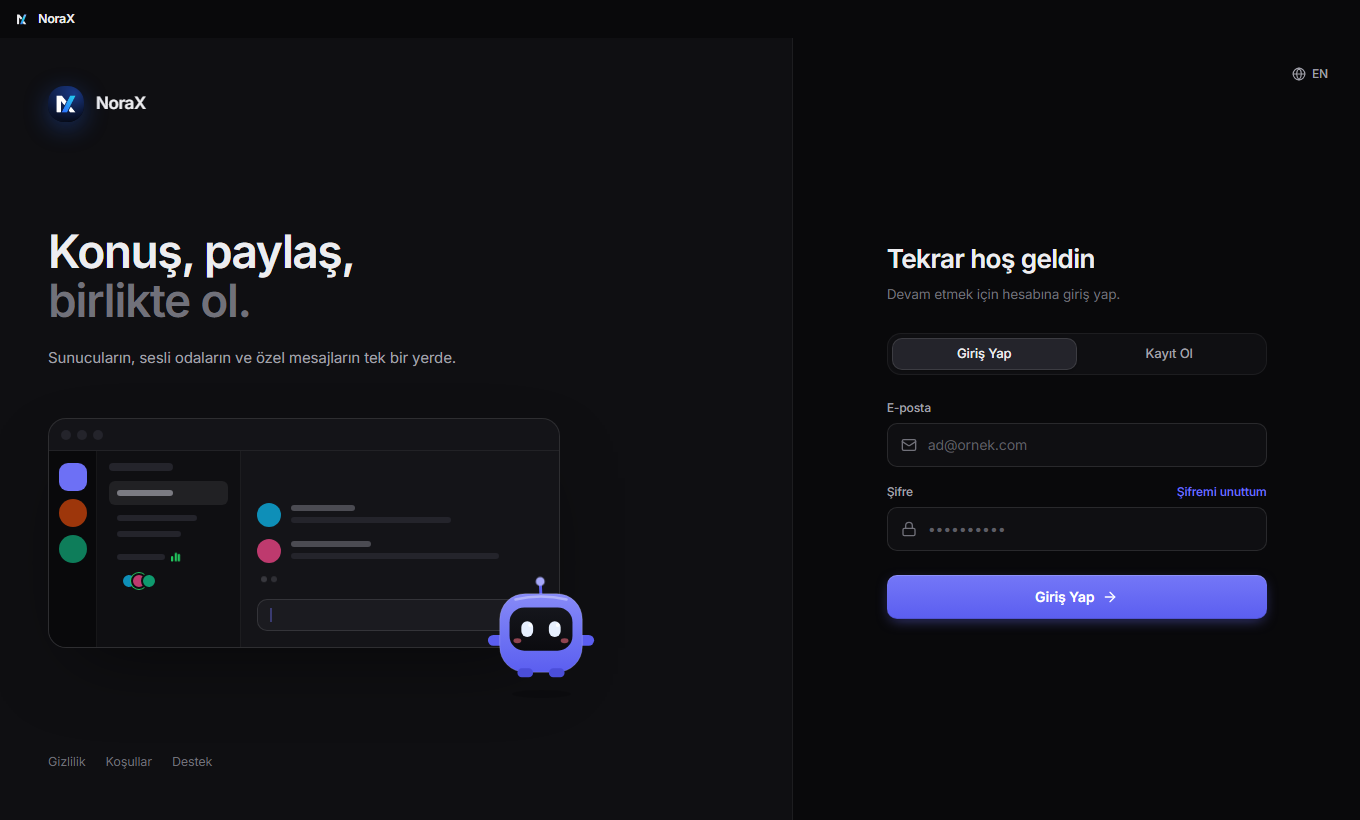 NoraX
NoraX
EN
Konuş, paylaş,
birlikte ol.
Sunucuların, sesli odaların ve özel mesajların tek bir yerde.
Gizlilik Koşullar Destek
Tekrar hoş geldin
Devam etmek için hesabına giriş yap.
Giriş Yap Kayıt Ol
E-posta
ad@ornek.com
Şifre Şifremi unuttum
••••••••••
Giriş Yap →